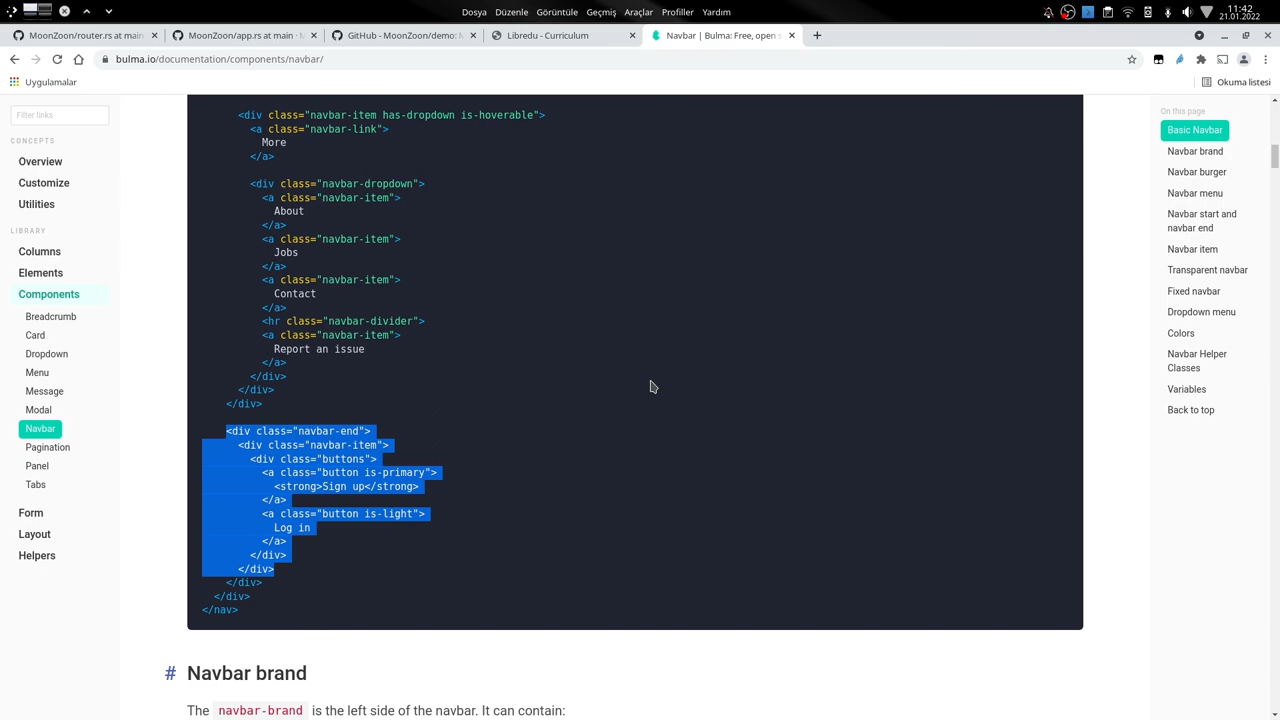 Dosya Düzenle Görüntüle Geçmiş Araçlar Profiller Yardım
11:42
21.01.2022
MoonZoon/router.rs at main
MoonZoon/app.rs at main · M
GitHub - MoonZoon/demo: M
Libredu - Curriculum
Navbar | Bulma: Free, open s
bulma.io/documentation/components/navbar/
Uygulamalar
Okuma listesi
Filter links
CONCEPTS
Overview
Customize
Utilities
LIBRARY
Columns
Elements
Components
Breadcrumb
Card
Dropdown
Menu
Message
Modal
Navbar
Pagination
Panel
Tabs
Form
Layout
Helpers
<div class="navbar-item has-dropdown is-hoverable">
<a class="navbar-link">
More
</a>
<div class="navbar-dropdown">
<a class="navbar-item">
About
</a>
<a class="navbar-item">
Jobs
</a>
<a class="navbar-item">
Contact
</a>
<hr class="navbar-divider">
<a class="navbar-item">
Report an issue
</a>
</div>
</div>
</div>
<div class="navbar-end">
<div class="navbar-item">
<div class="buttons">
<a class="button is-primary">
<strong>Sign up</strong>
</a>
<a class="button is-light">
Log in
</a>
</div>
</div>
</div>
</div>
</nav>
# Navbar brand
The navbar-brand is the left side of the navbar. It can contain:
On this page
Basic Navbar
Navbar brand
Navbar burger
Navbar menu
Navbar start and
navbar end
Navbar item
Transparent navbar
Fixed navbar
Dropdown menu
Colors
Navbar Helper
Classes
Variables
Back to top